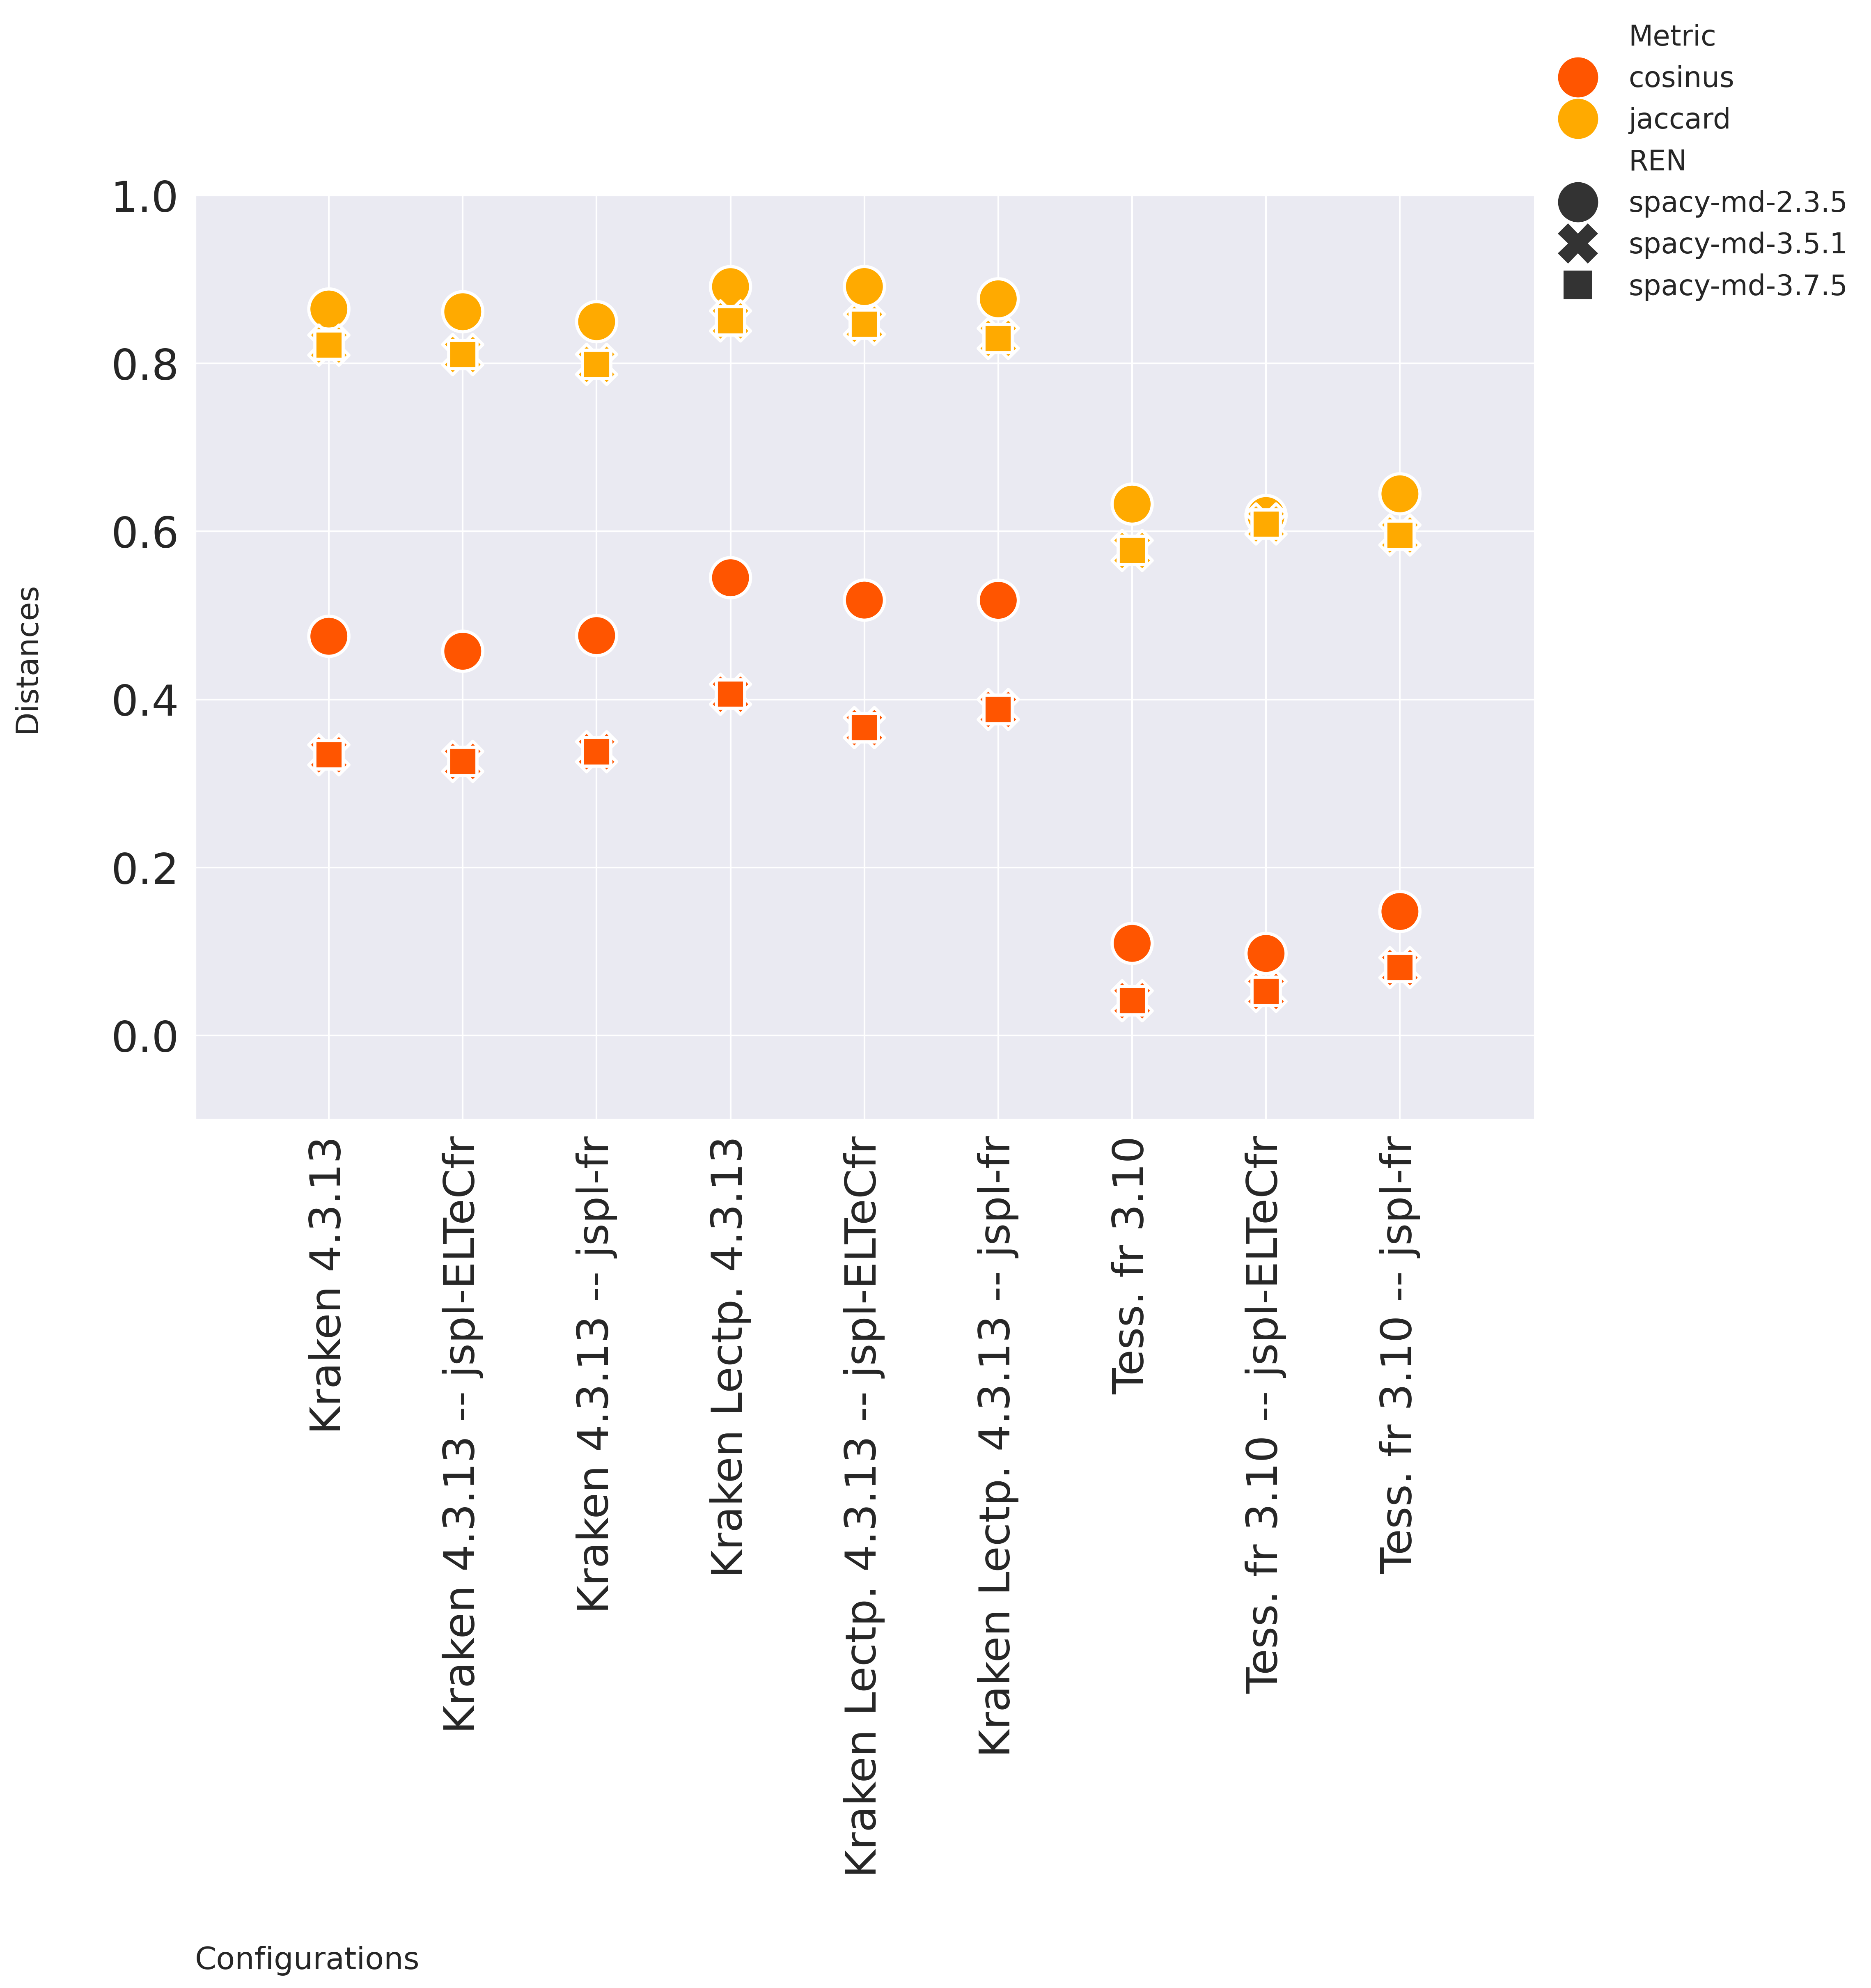 Metric
cosinus
jaccard
REN
spacy-md-2.3.5
spacy-md-3.5.1
spacy-md-3.7.5
Distances
1.0
0.8
0.6
0.4
0.2
0.0
Kraken 4.3.13
Kraken 4.3.13 -- jspl-ELTeCfr
Kraken 4.3.13 -- jspl-fr
Kraken Lectp. 4.3.13
Kraken Lectp. 4.3.13 -- jspl-ELTeCfr
Kraken Lectp. 4.3.13 -- jspl-fr
Tess. fr 3.10
Tess. fr 3.10 -- jspl-ELTeCfr
Tess. fr 3.10 -- jspl-fr
Configurations